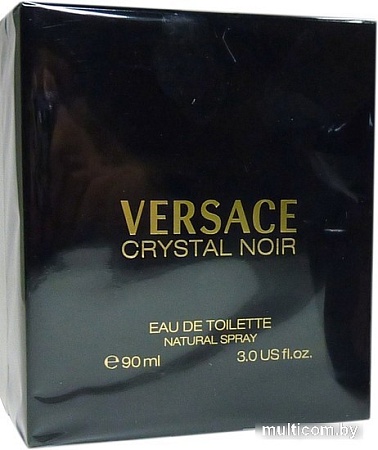 VERSACE
CRYSTAL NOIR
EAU DE TOILETTE
NATURAL SPRAY
℮ 90 ml 3.0 US fl.oz.
multicom.by